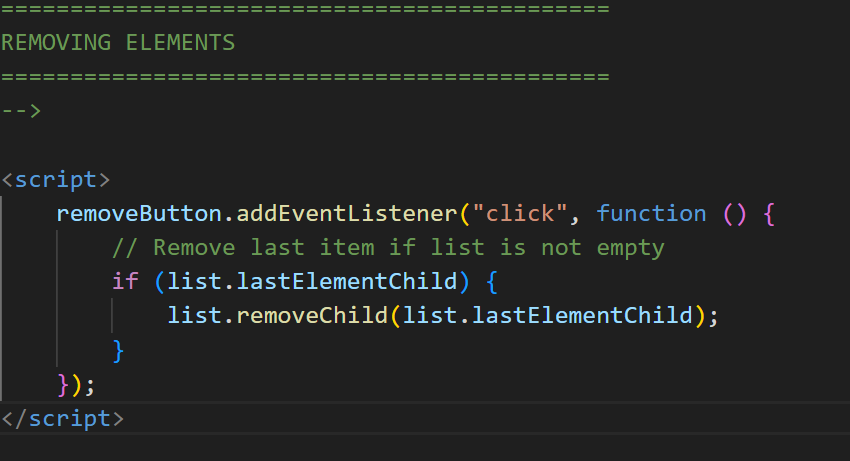 ============================================
REMOVING ELEMENTS
============================================
-->
<script>
    removeButton.addEventListener("click", function () {
        // Remove last item if list is not empty
        if (list.lastElementChild) {
            list.removeChild(list.lastElementChild);
        }
    });
</script>